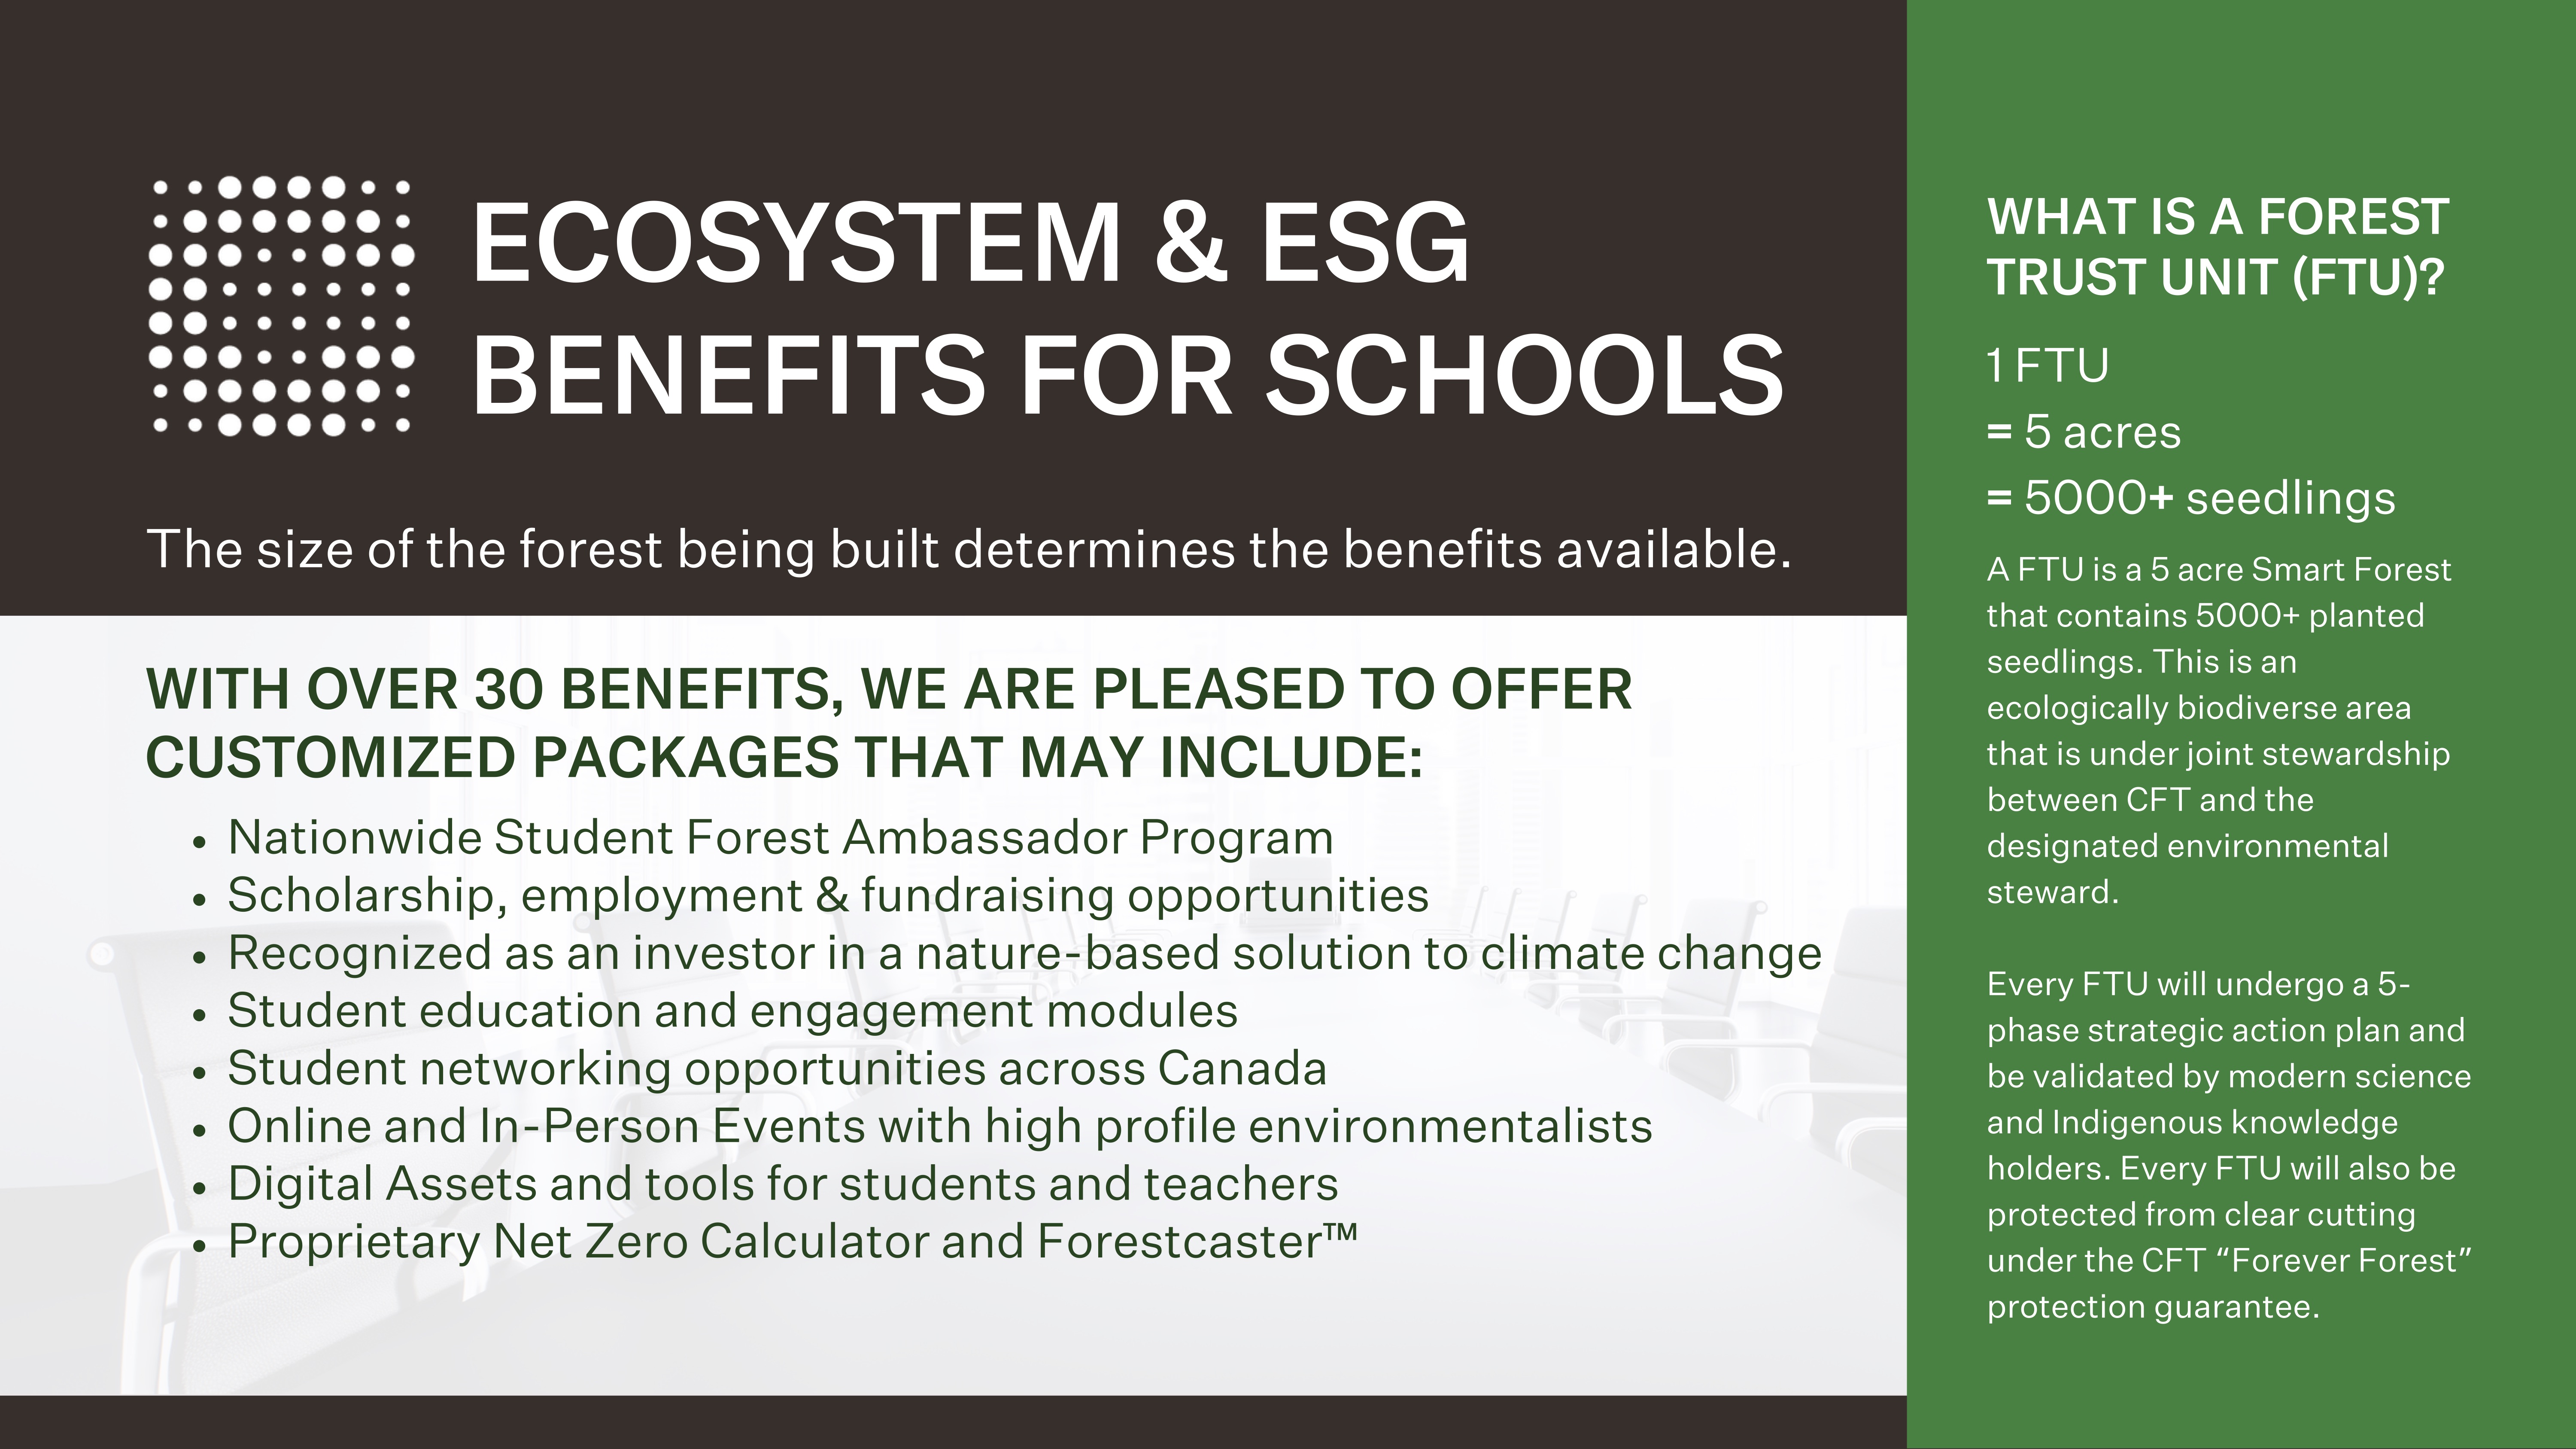 ECOSYSTEM & ESG
BENEFITS FOR SCHOOLS
The size of the forest being built determines the benefits available.
WITH OVER 30 BENEFITS, WE ARE PLEASED TO OFFER
CUSTOMIZED PACKAGES THAT MAY INCLUDE:
• Nationwide Student Forest Ambassador Program
• Scholarship, employment & fundraising opportunities
• Recognized as an investor in a nature-based solution to climate change
• Student education and engagement modules
• Student networking opportunities across Canada
• Online and In-Person Events with high profile environmentalists
• Digital Assets and tools for students and teachers
• Proprietary Net Zero Calculator and Forestcaster™
WHAT IS A FOREST
TRUST UNIT (FTU)?
1 FTU
= 5 acres
= 5000+ seedlings
A FTU is a 5 acre Smart Forest
that contains 5000+ planted
seedlings. This is an
ecologically biodiverse area
that is under joint stewardship
between CFT and the
designated environmental
steward.
Every FTU will undergo a 5-
phase strategic action plan and
be validated by modern science
and Indigenous knowledge
holders. Every FTU will also be
protected from clear cutting
under the CFT “Forever Forest”
protection guarantee.